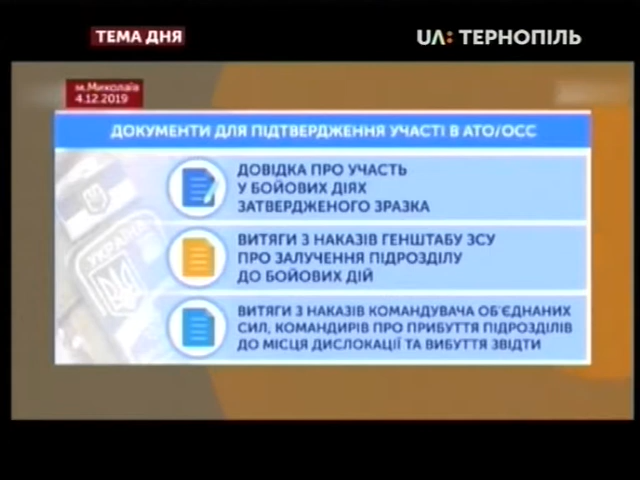 ТЕМА ДНЯ
UA: ТЕРНОПІЛЬ
м.Миколаїв
4.12.2019
ДОКУМЕНТИ ДЛЯ ПІДТВЕРДЖЕННЯ УЧАСТІ В АТО/ОСС
ДОВІДКА ПРО УЧАСТЬ
У БОЙОВИХ ДІЯХ
ЗАТВЕРДЖЕНОГО ЗРАЗКА
ВИТЯГИ З НАКАЗІВ ГЕНШТАБУ ЗСУ
ПРО ЗАЛУЧЕННЯ ПІДРОЗДІЛУ
ДО БОЙОВИХ ДІЙ
ВИТЯГИ З НАКАЗІВ КОМАНДУВАЧА ОБ'ЄДНАНИХ
СИЛ, КОМАНДИРІВ ПРО ПРИБУТТЯ ПІДРОЗДІЛІВ
ДО МІСЦЯ ДИСЛОКАЦІЇ ТА ВИБУТТЯ ЗВІДТИ
УКРАЇНА